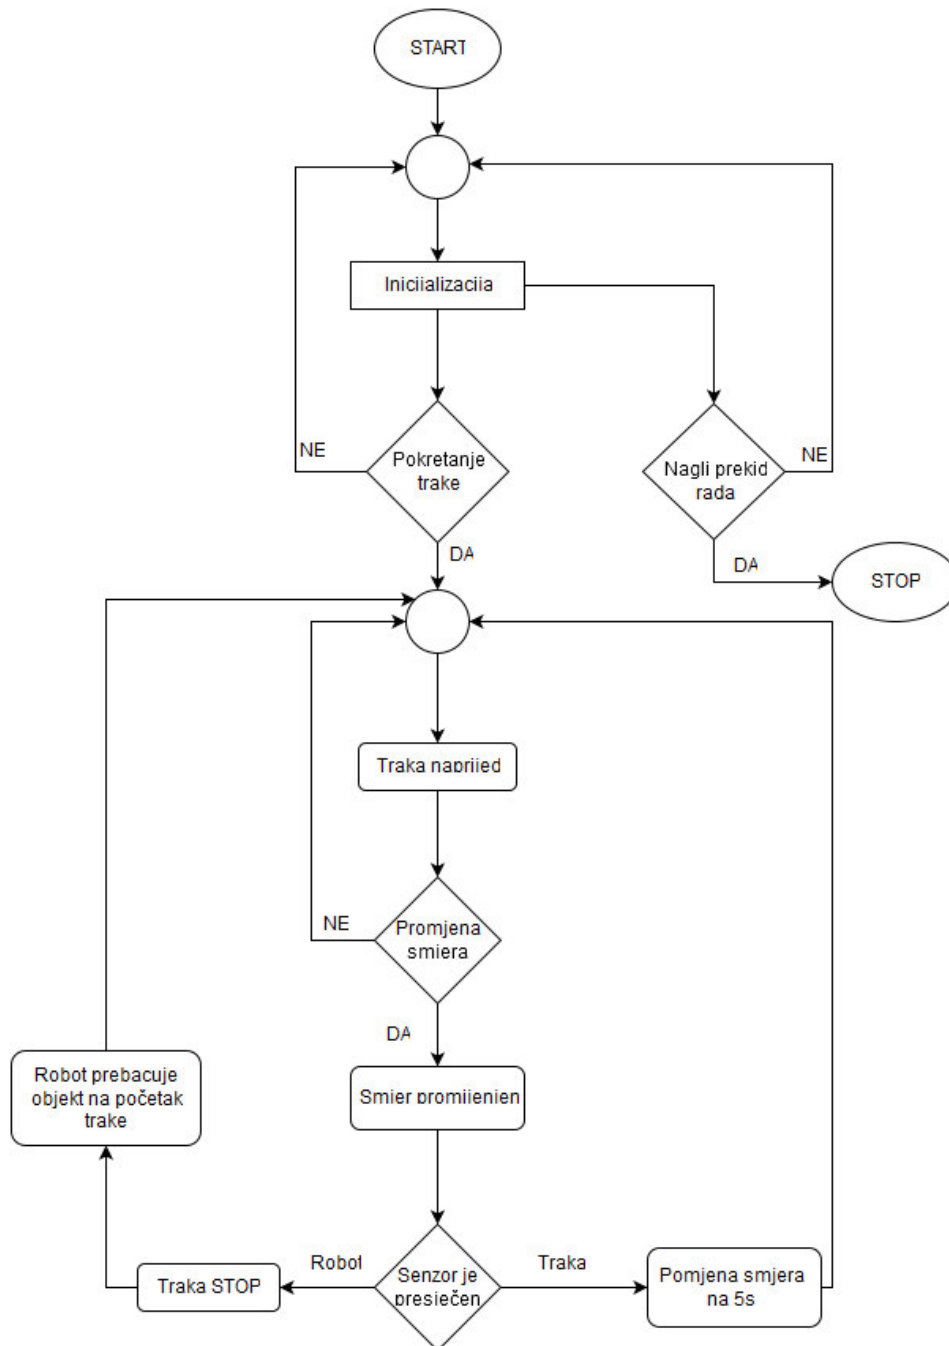 START
Inicijalizacija
NE
Pokretanje
trake
Nagli prekid
rada
NE
DA
DA
STOP
Traka naprijed
NE
Promjena
smjera
DA
Robot prebacuje
objekt na početak
trake
Smjer promijenjen
Robot
Traka
Traka STOP
Senzor je
presječen
Pomjena smjera
na 5s